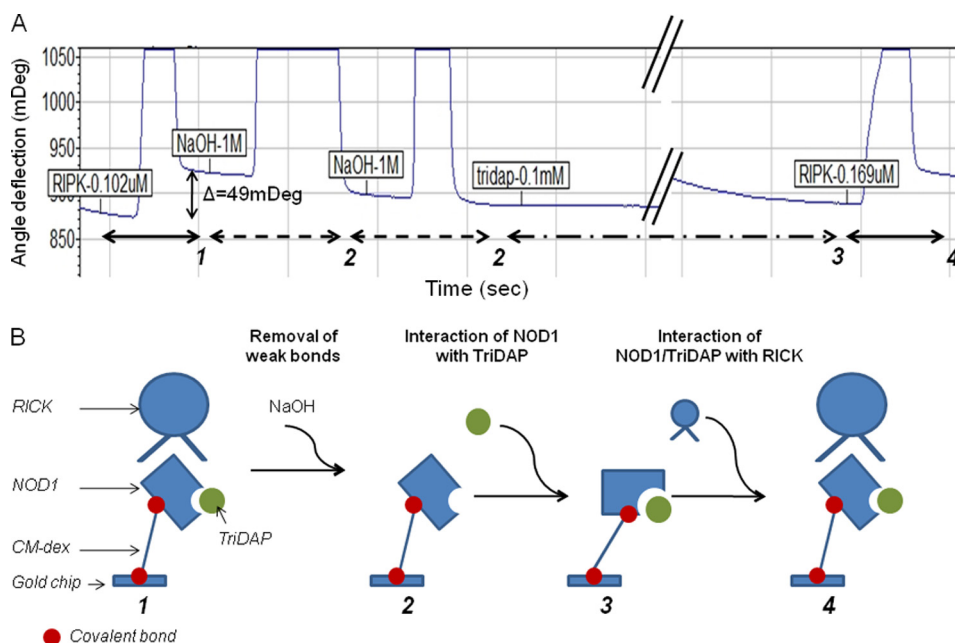 A
Angle deflection (mDeg)
1050
1000
950
900
850
RIPK-0.102uM
NaOH-1M
Δ=49mDeg
NaOH-1M
tridap-0.1mM
RIPK-0.169uM
1
2
2
3
4
Time (sec)
B
Removal of
weak bonds
Interaction of NOD1
with TriDAP
Interaction of
NOD1/TriDAP with RICK
RICK
NaOH
NOD1
TriDAP
CM-dex
Gold chip
1
2
3
4
Covalent bond